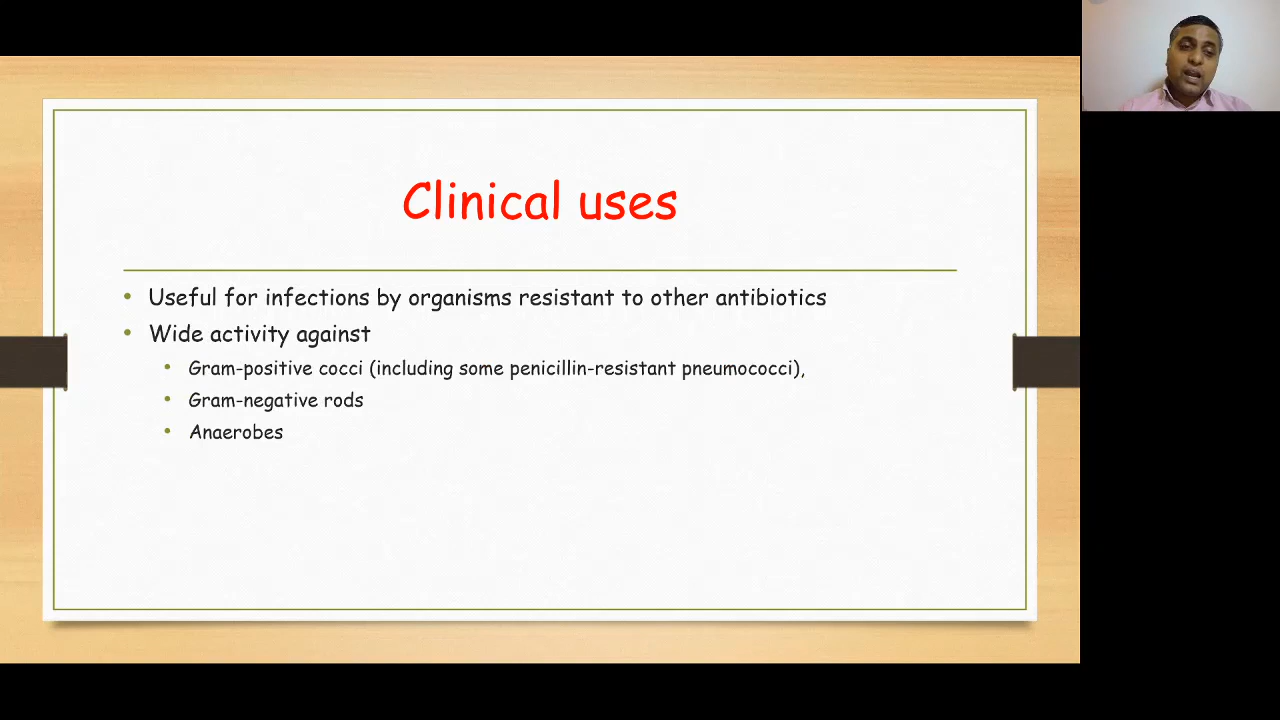 Clinical uses
• Useful for infections by organisms resistant to other antibiotics
• Wide activity against
• Gram-positive cocci (including some penicillin-resistant pneumococci),
• Gram-negative rods
• Anaerobes